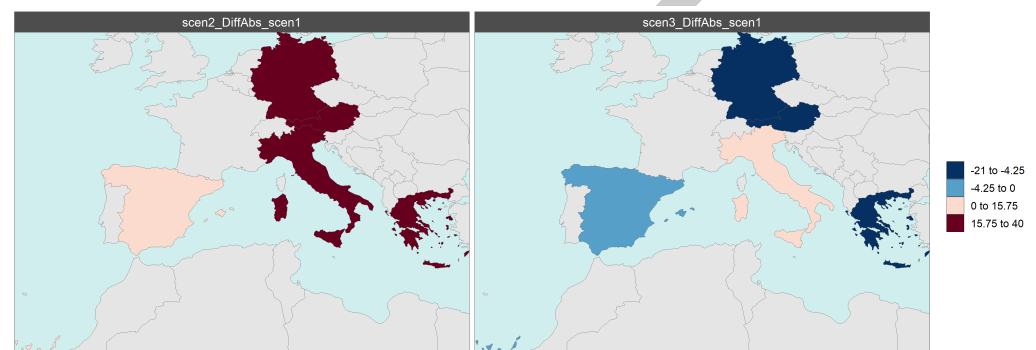 scen2_DiffAbs_scen1
scen3_DiffAbs_scen1
-21 to -4.25
-4.25 to 0
0 to 15.75
15.75 to 40